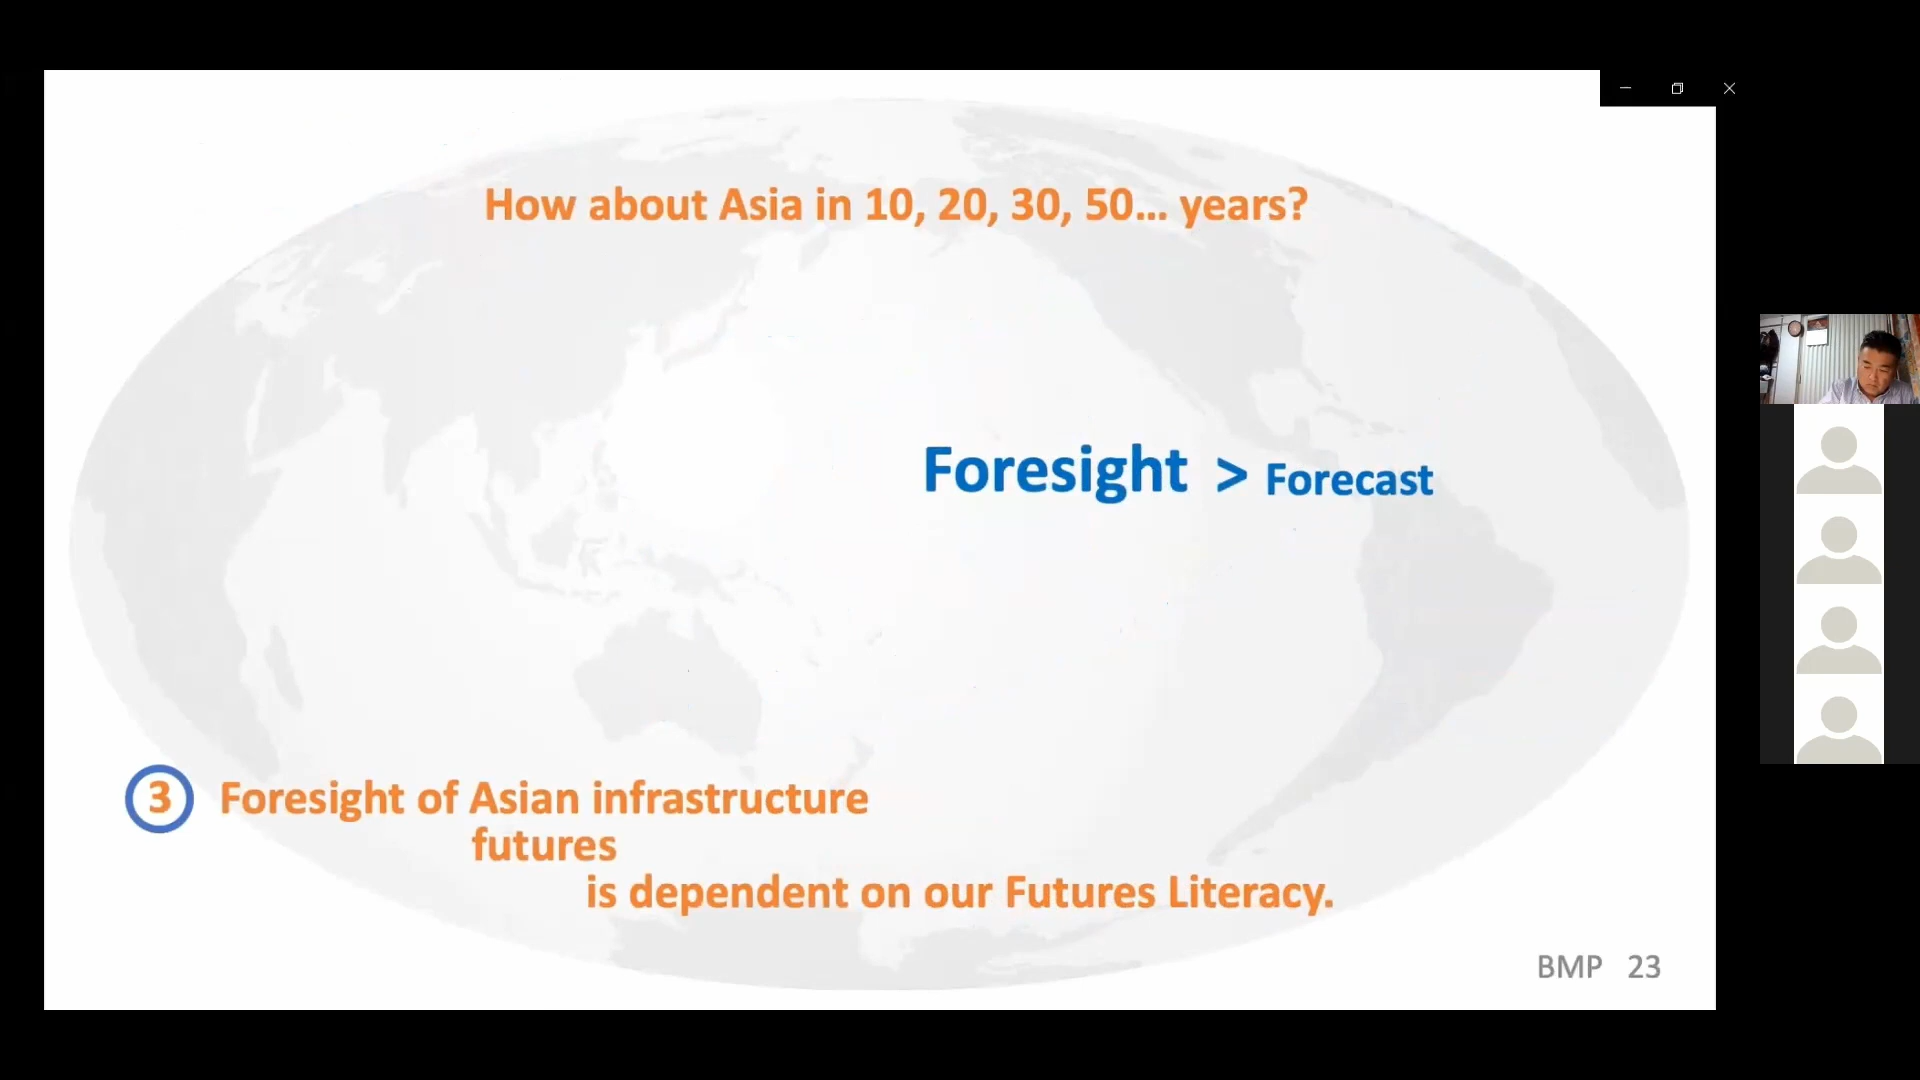 How about Asia in 10, 20, 30, 50... years?
Foresight > Forecast
3 Foresight of Asian infrastructure
futures
is dependent on our Futures Literacy.
BMP 23